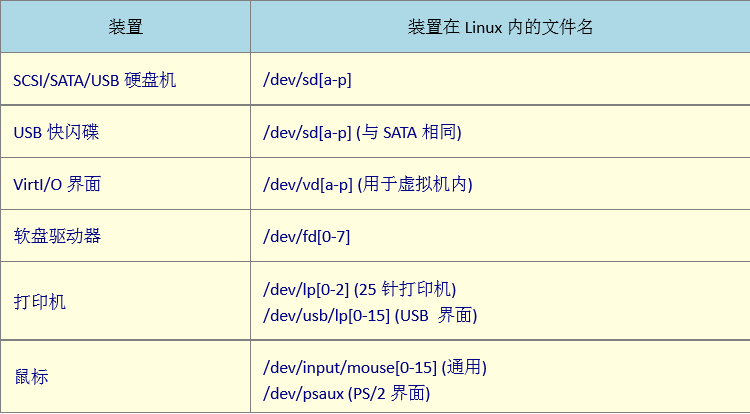 装置 装置在 Linux 内的文件名
SCSI/SATA/USB 硬盘机 /dev/sd[a-p]
USB 快闪碟 /dev/sd[a-p] (与 SATA 相同)
VirtI/O 界面 /dev/vd[a-p] (用于虚拟机内)
软盘驱动器 /dev/fd[0-7]
打印机 /dev/lp[0-2] (25 针打印机)
/dev/usb/lp[0-15] (USB 界面)
鼠标 /dev/input/mouse[0-15] (通用)
/dev/psaux (PS/2 界面)